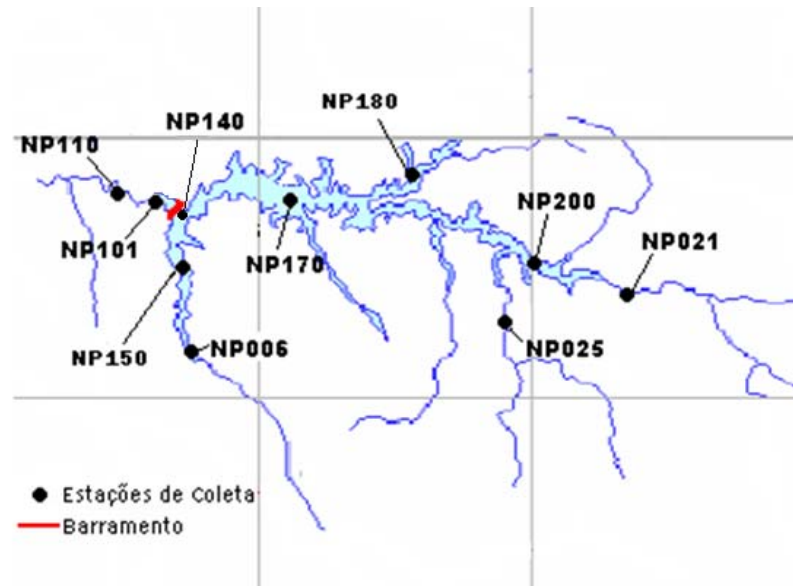 NP180
NP140
NP110
NP200
NP021
NP101
NP170
NP150
NP006
NP025
Estações de Coleta
Barramento